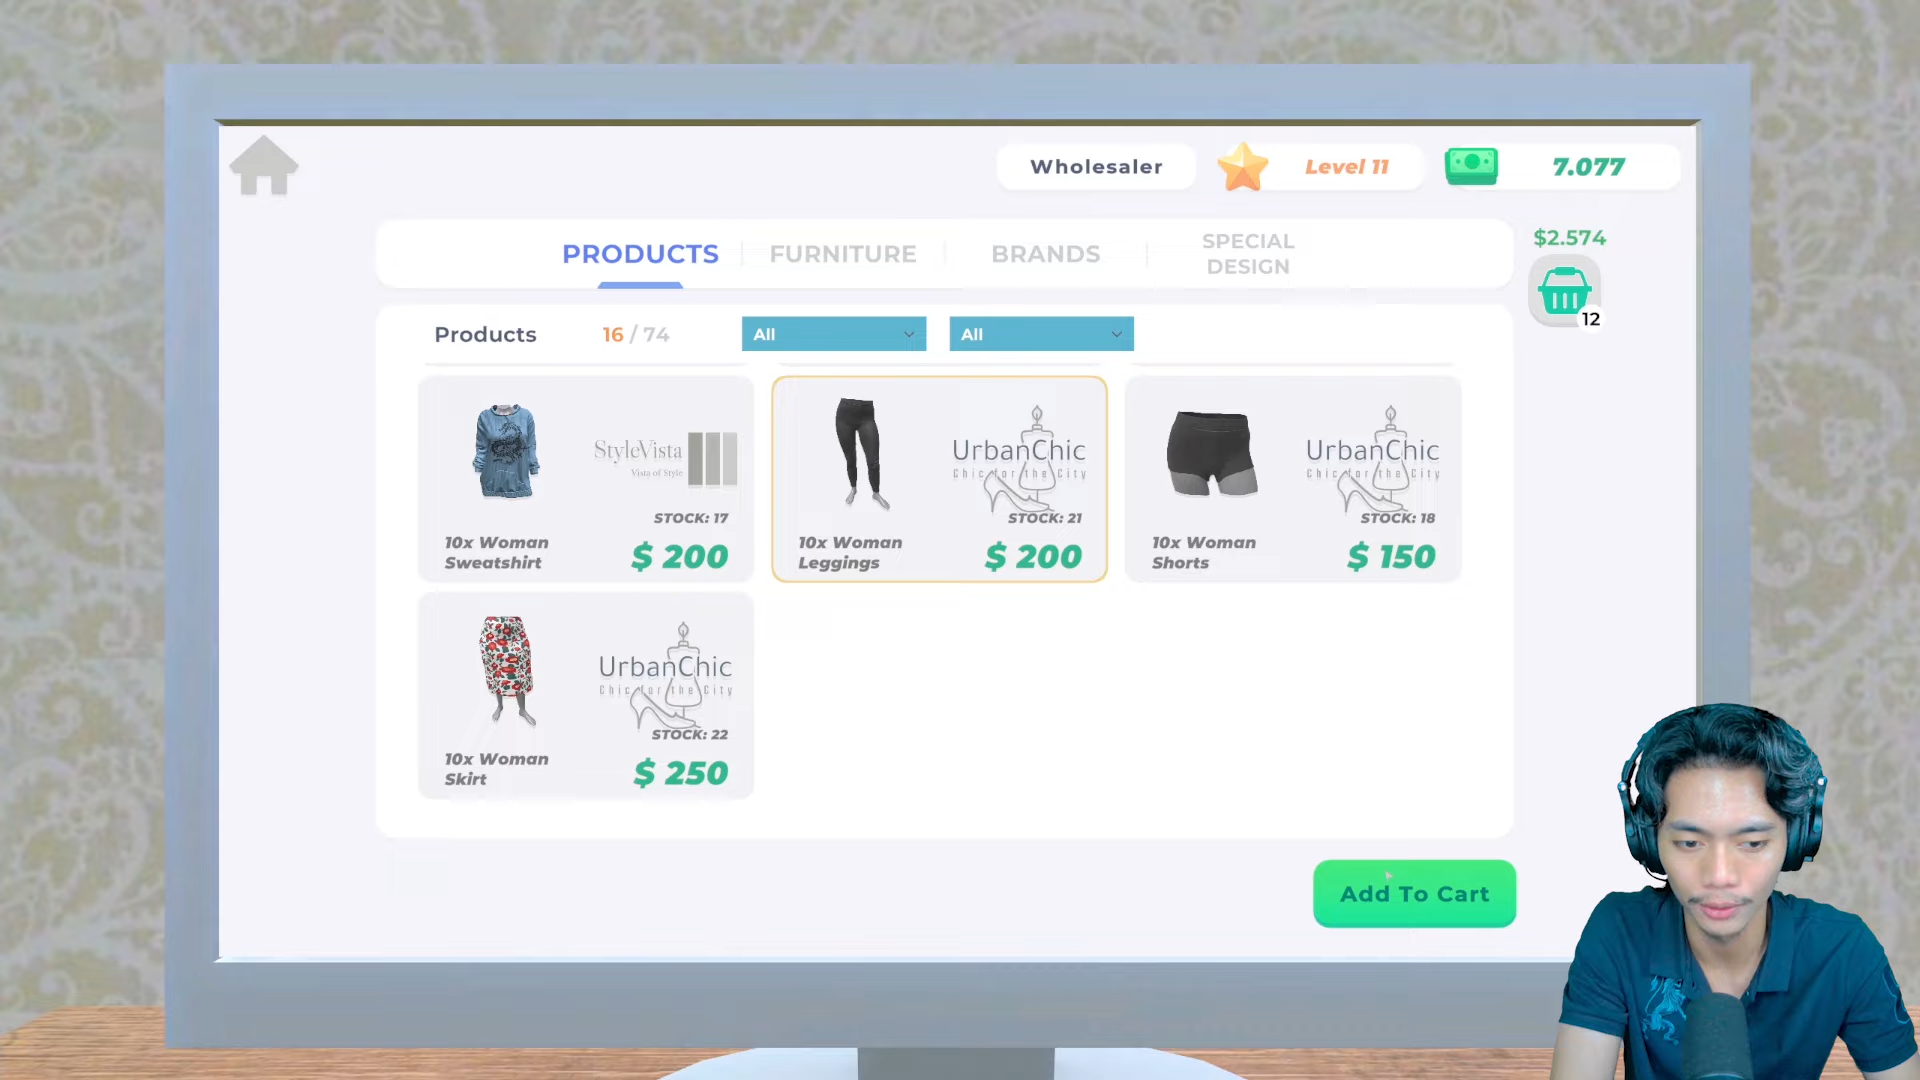 Wholesaler
Level 11
7.077
$2.574
12
PRODUCTS
FURNITURE
BRANDS
SPECIAL
DESIGN
Products
16 / 74
All
All
StyleVista
Vista of Style
STOCK: 17
10x Woman
Sweatshirt
$ 200
UrbanChic
Chic for the City
STOCK: 21
10x Woman
Leggings
$ 200
UrbanChic
Chic for the City
STOCK: 18
10x Woman
Shorts
$ 150
UrbanChic
Chic for the City
STOCK: 22
10x Woman
Skirt
$ 250
Add To Cart